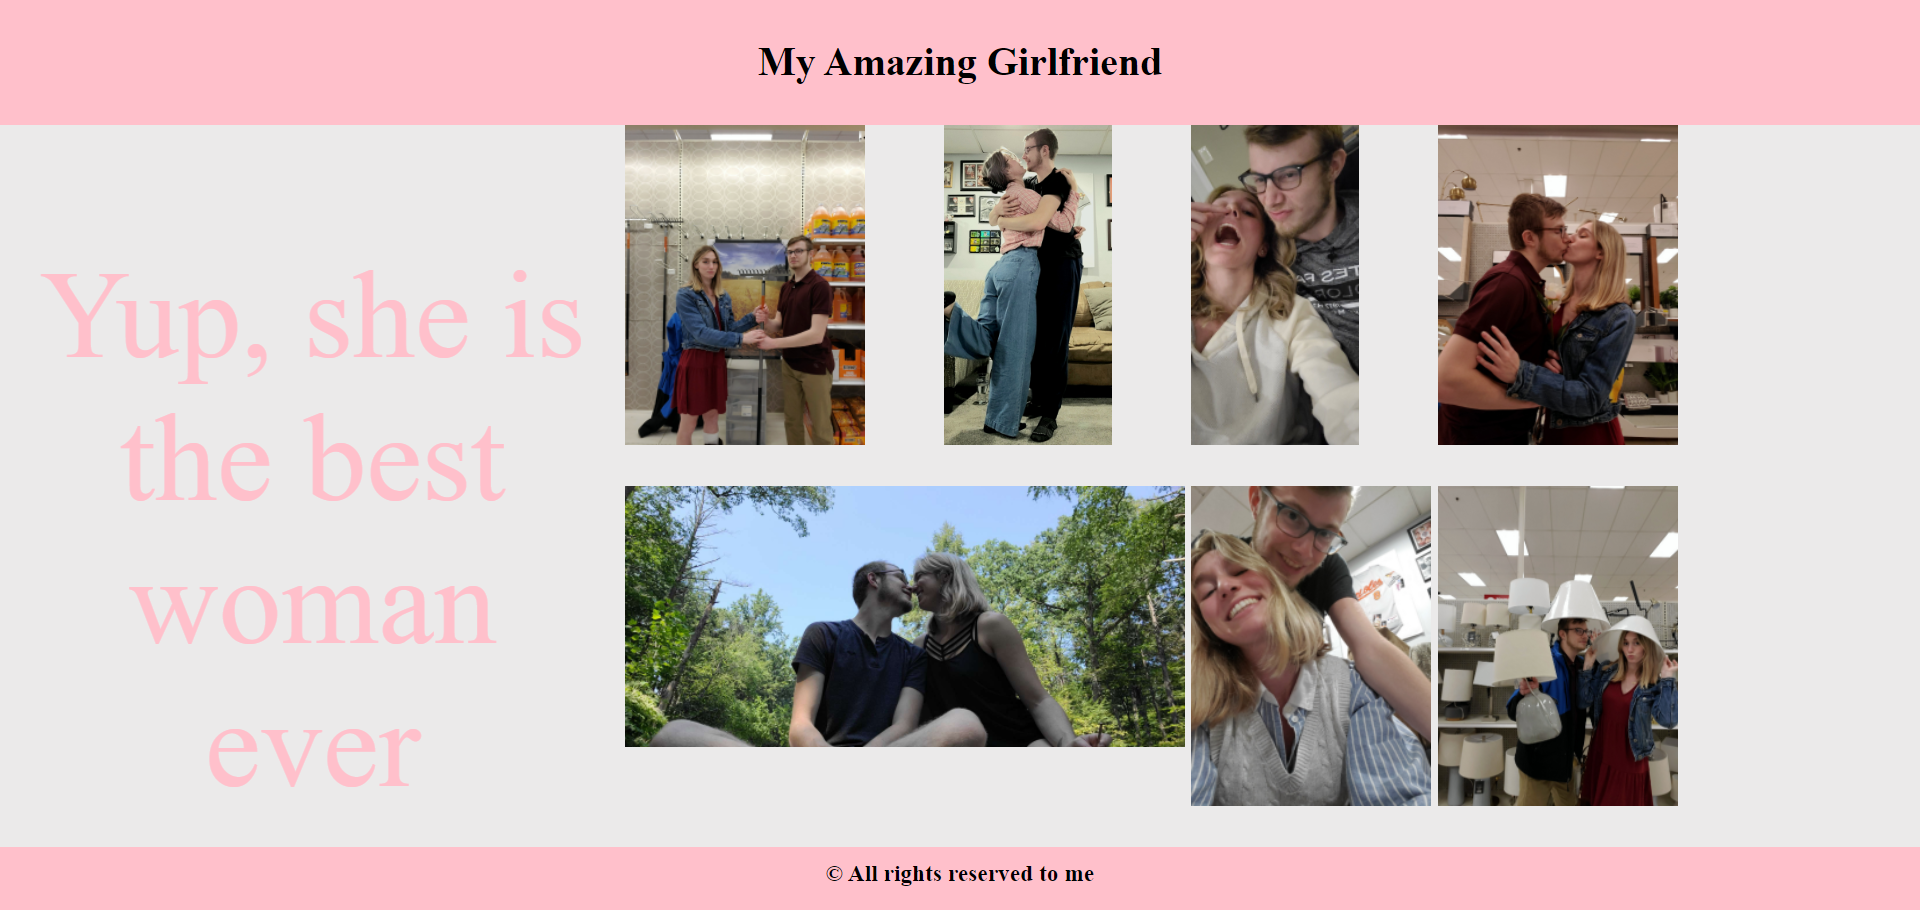 My Amazing Girlfriend
Yup, she is
the best
woman
ever
© All rights reserved to me